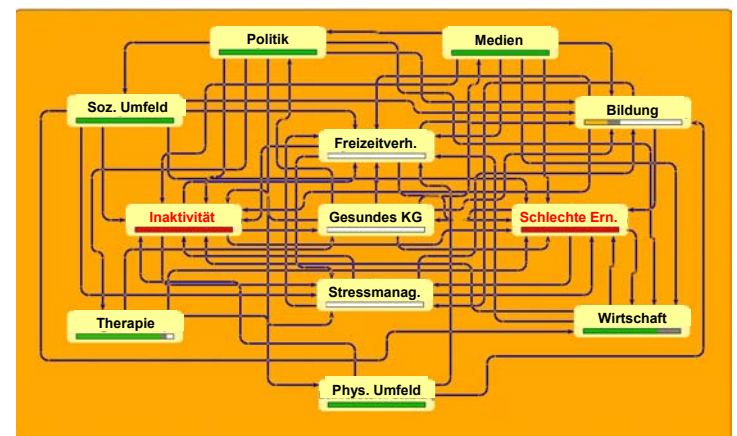 Politik
Medien
Soz. Umfeld
Bildung
Freizeitverh.
Inaktivität
Gesundes KG
Schlechte Ern.
Stressmanag.
Therapie
Wirtschaft
Phys. Umfeld